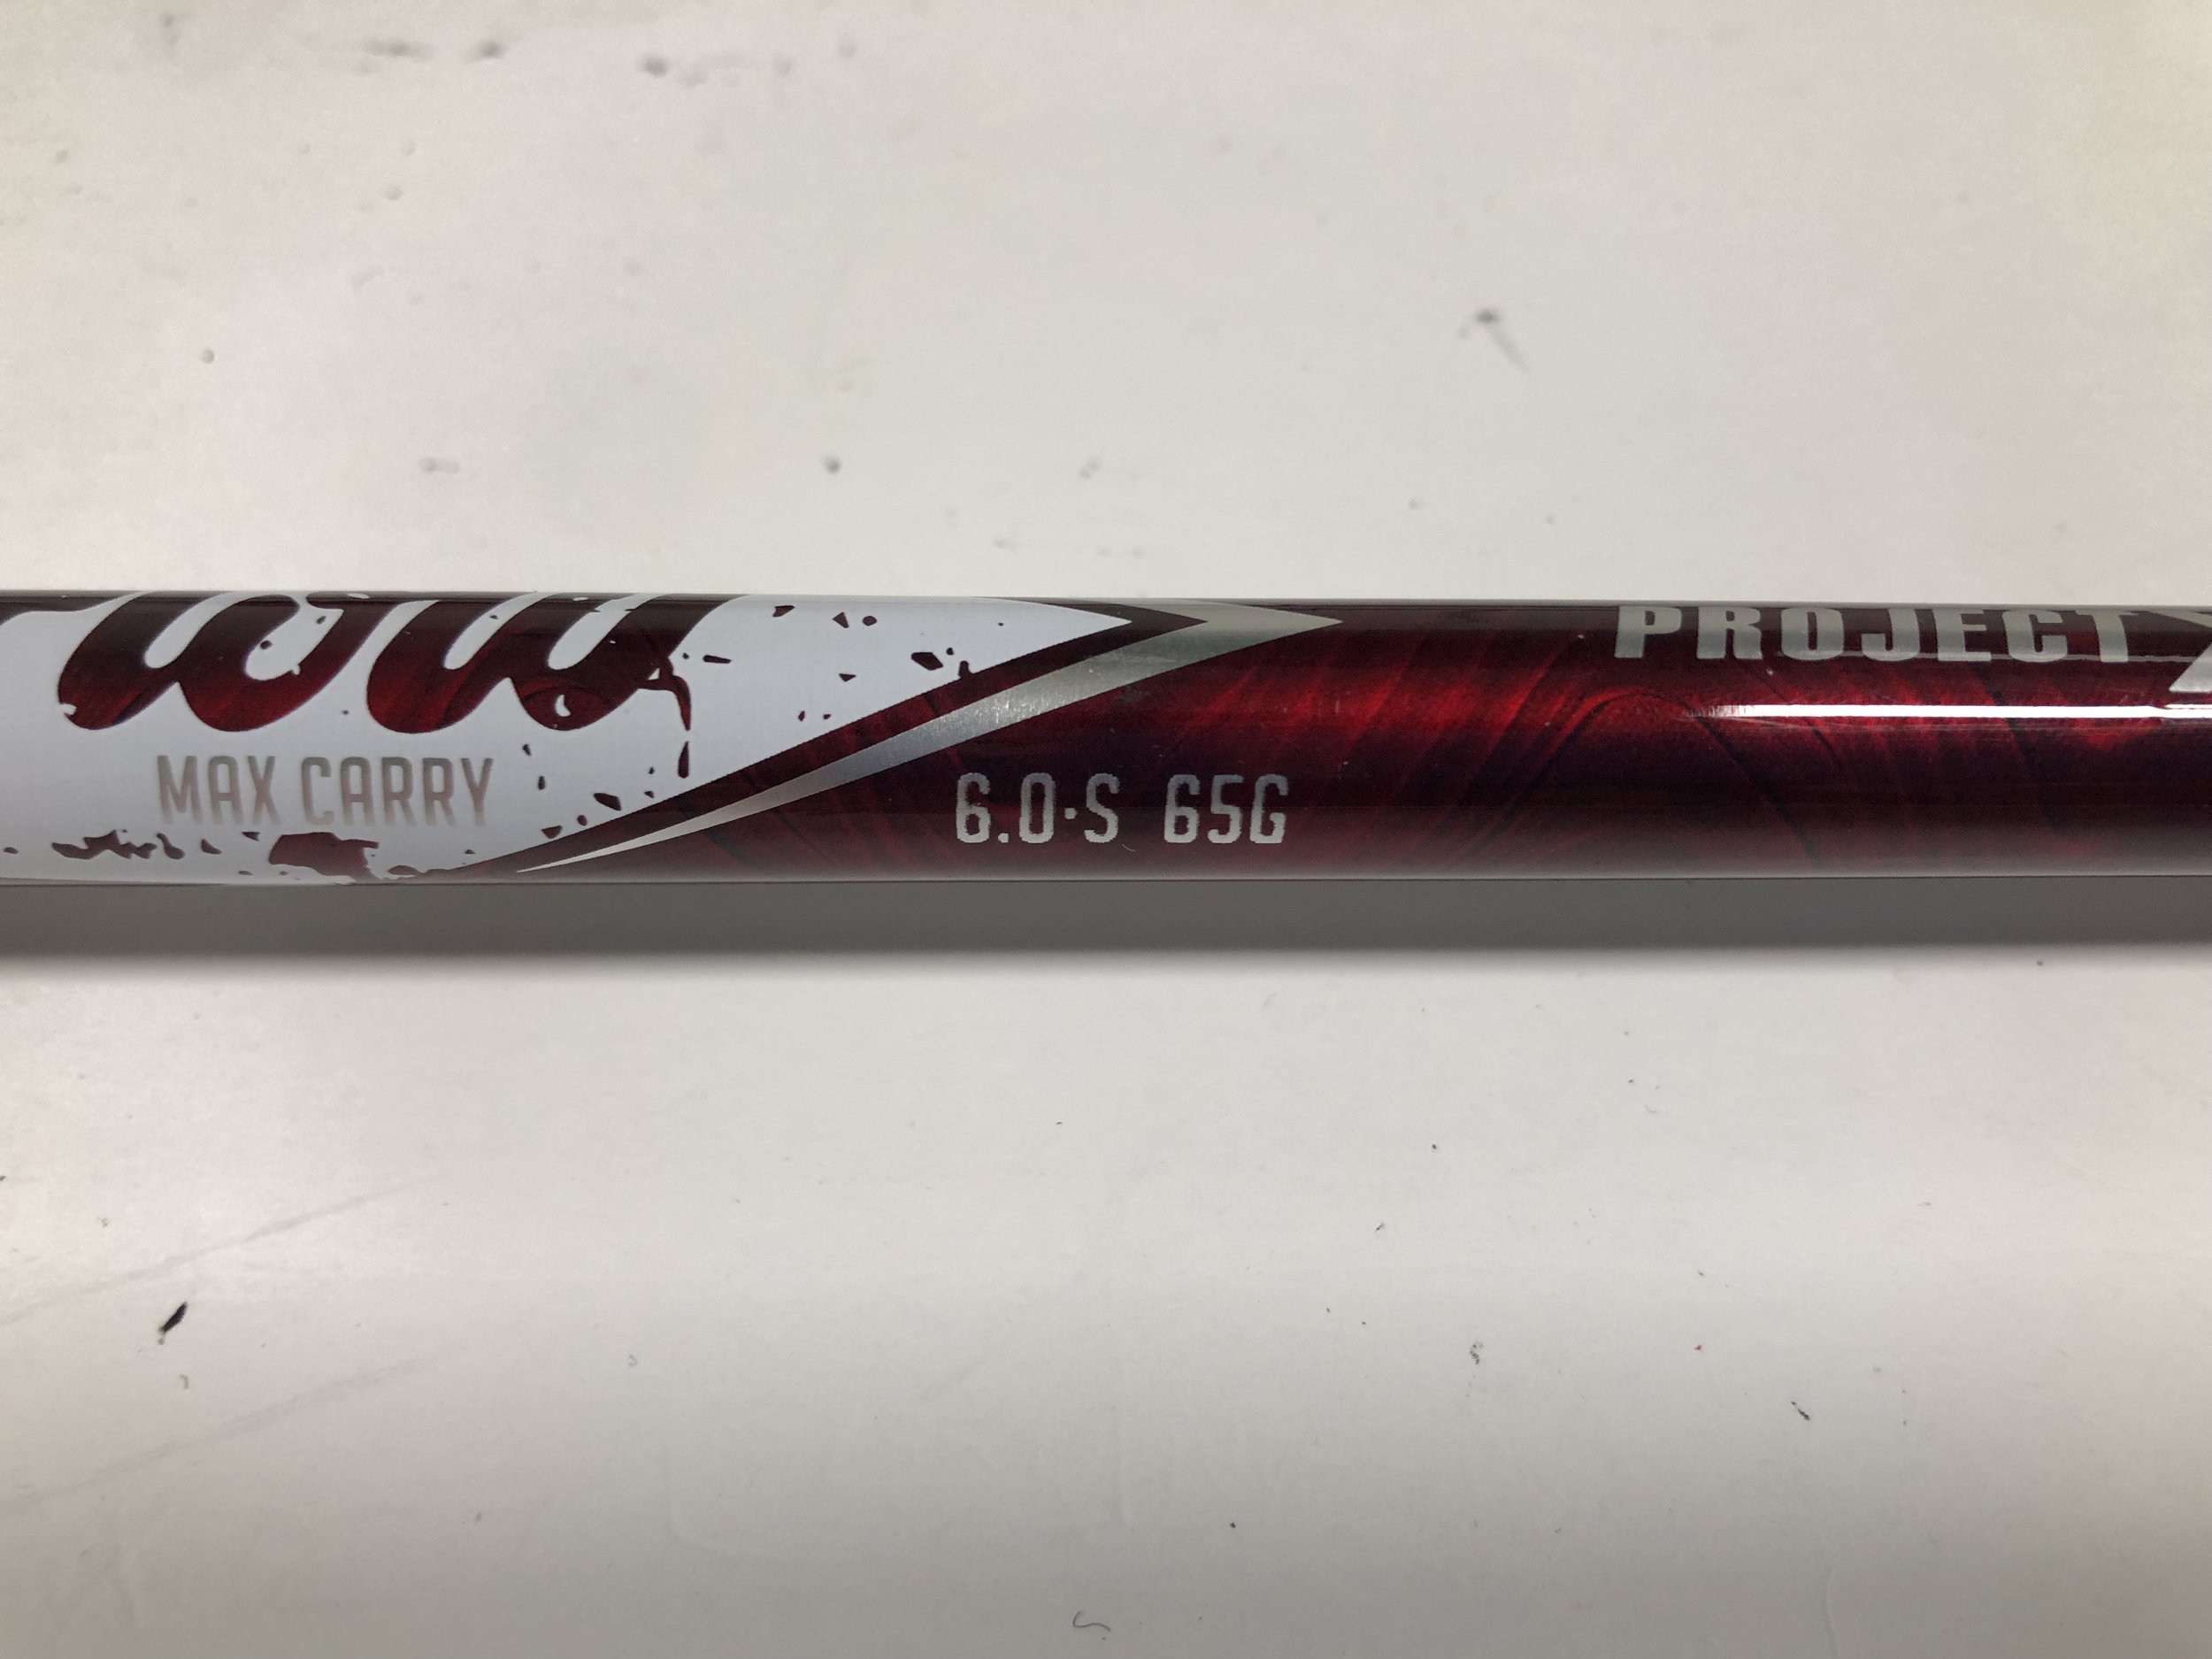 MAX CARRY
6.0·S 65G
PROJECT X